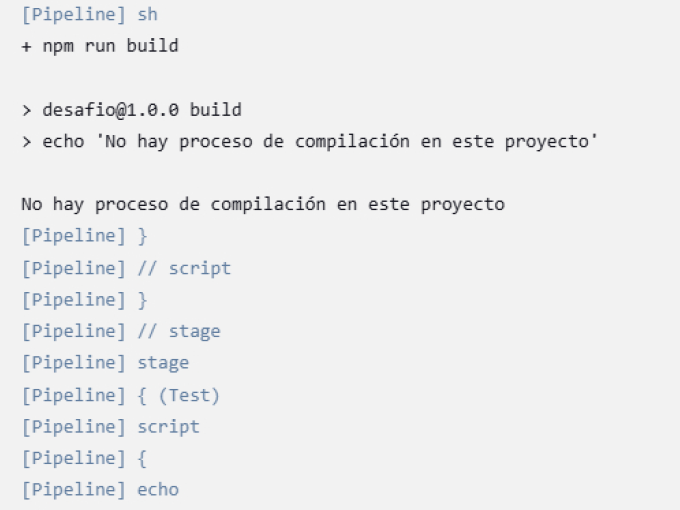 [Pipeline] sh
+ npm run build
> desafio@1.0.0 build
> echo 'No hay proceso de compilación en este proyecto'
No hay proceso de compilación en este proyecto
[Pipeline] }
[Pipeline] // script
[Pipeline] }
[Pipeline] // stage
[Pipeline] stage
[Pipeline] { (Test)
[Pipeline] script
[Pipeline] {
[Pipeline] echo